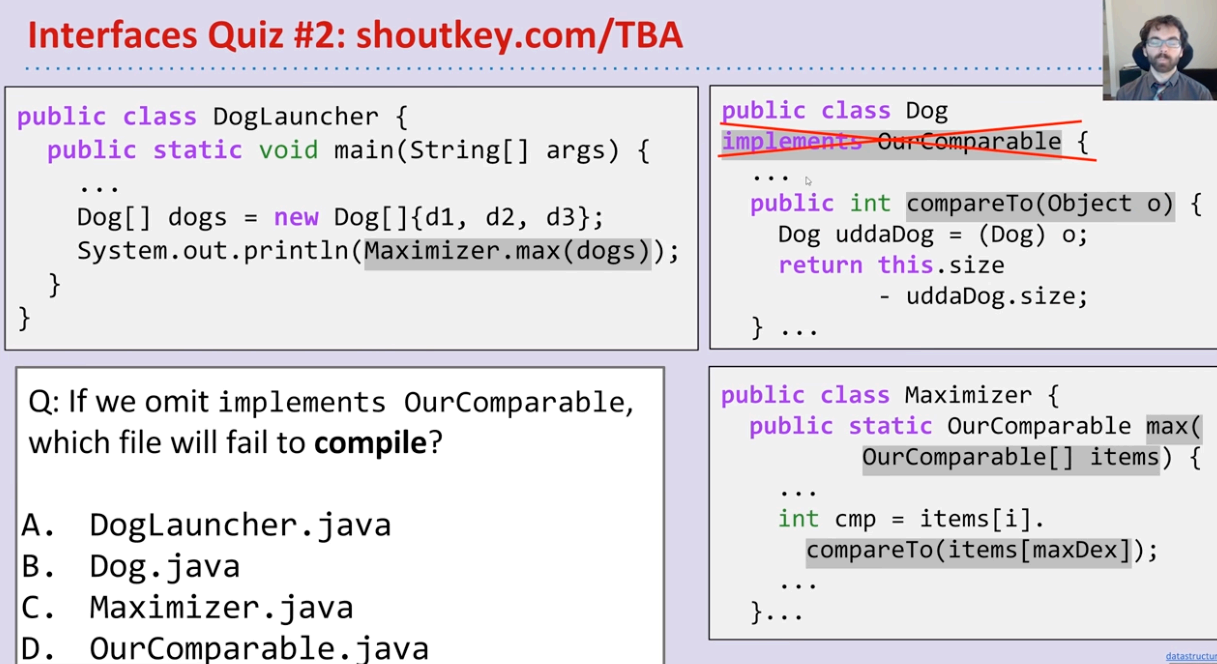 Interfaces Quiz #2: shoutkey.com/TBA
public class DogLauncher {
public static void main(String[] args) {
...
Dog[] dogs = new Dog[]{d1, d2, d3};
System.out.println(Maximizer.max(dogs));
}
}
public class Dog
implements OurComparable {
...
public int compareTo(Object o) {
Dog uddaDog = (Dog) o;
return this.size
- uddaDog.size;
} ...
Q: If we omit implements OurComparable,
which file will fail to compile?
A. DogLauncher.java
B. Dog.java
C. Maximizer.java
D. OurComparable.java
public class Maximizer {
public static OurComparable max(
OurComparable[] items) {
...
int cmp = items[i].
compareTo(items[maxDex]);
...
}...
datastructur